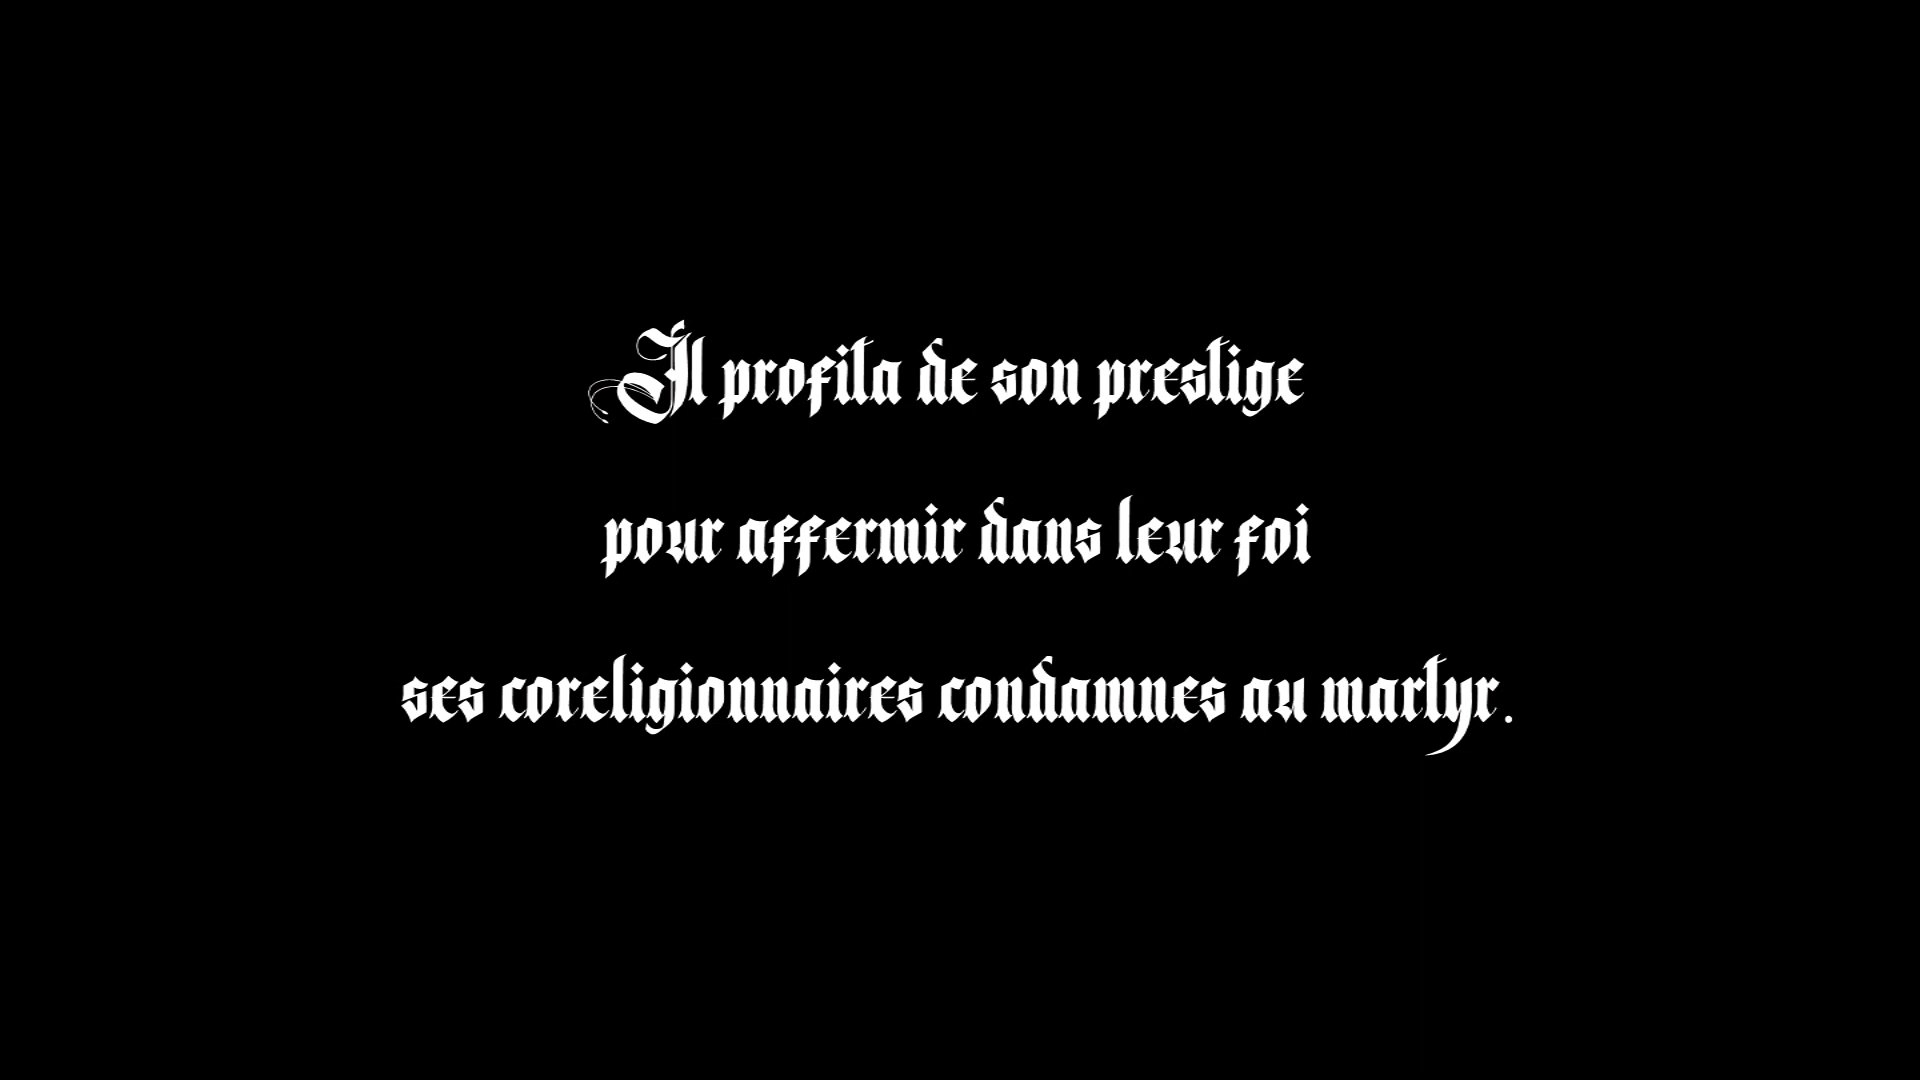 Il profita de son prestige
pour affermir dans leur foi
ses coreligionnaires condamnes au martyr.